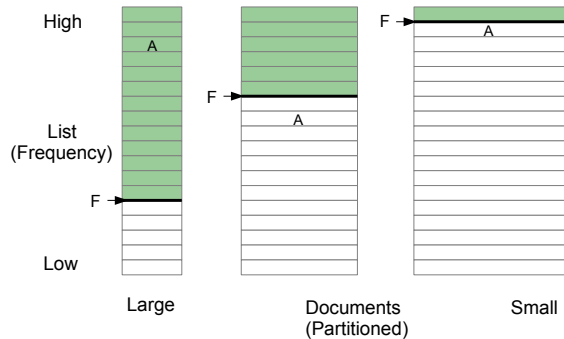 High
A
F
A
F
A
F
List
(Frequency)
Low
Large
Documents
(Partitioned)
Small